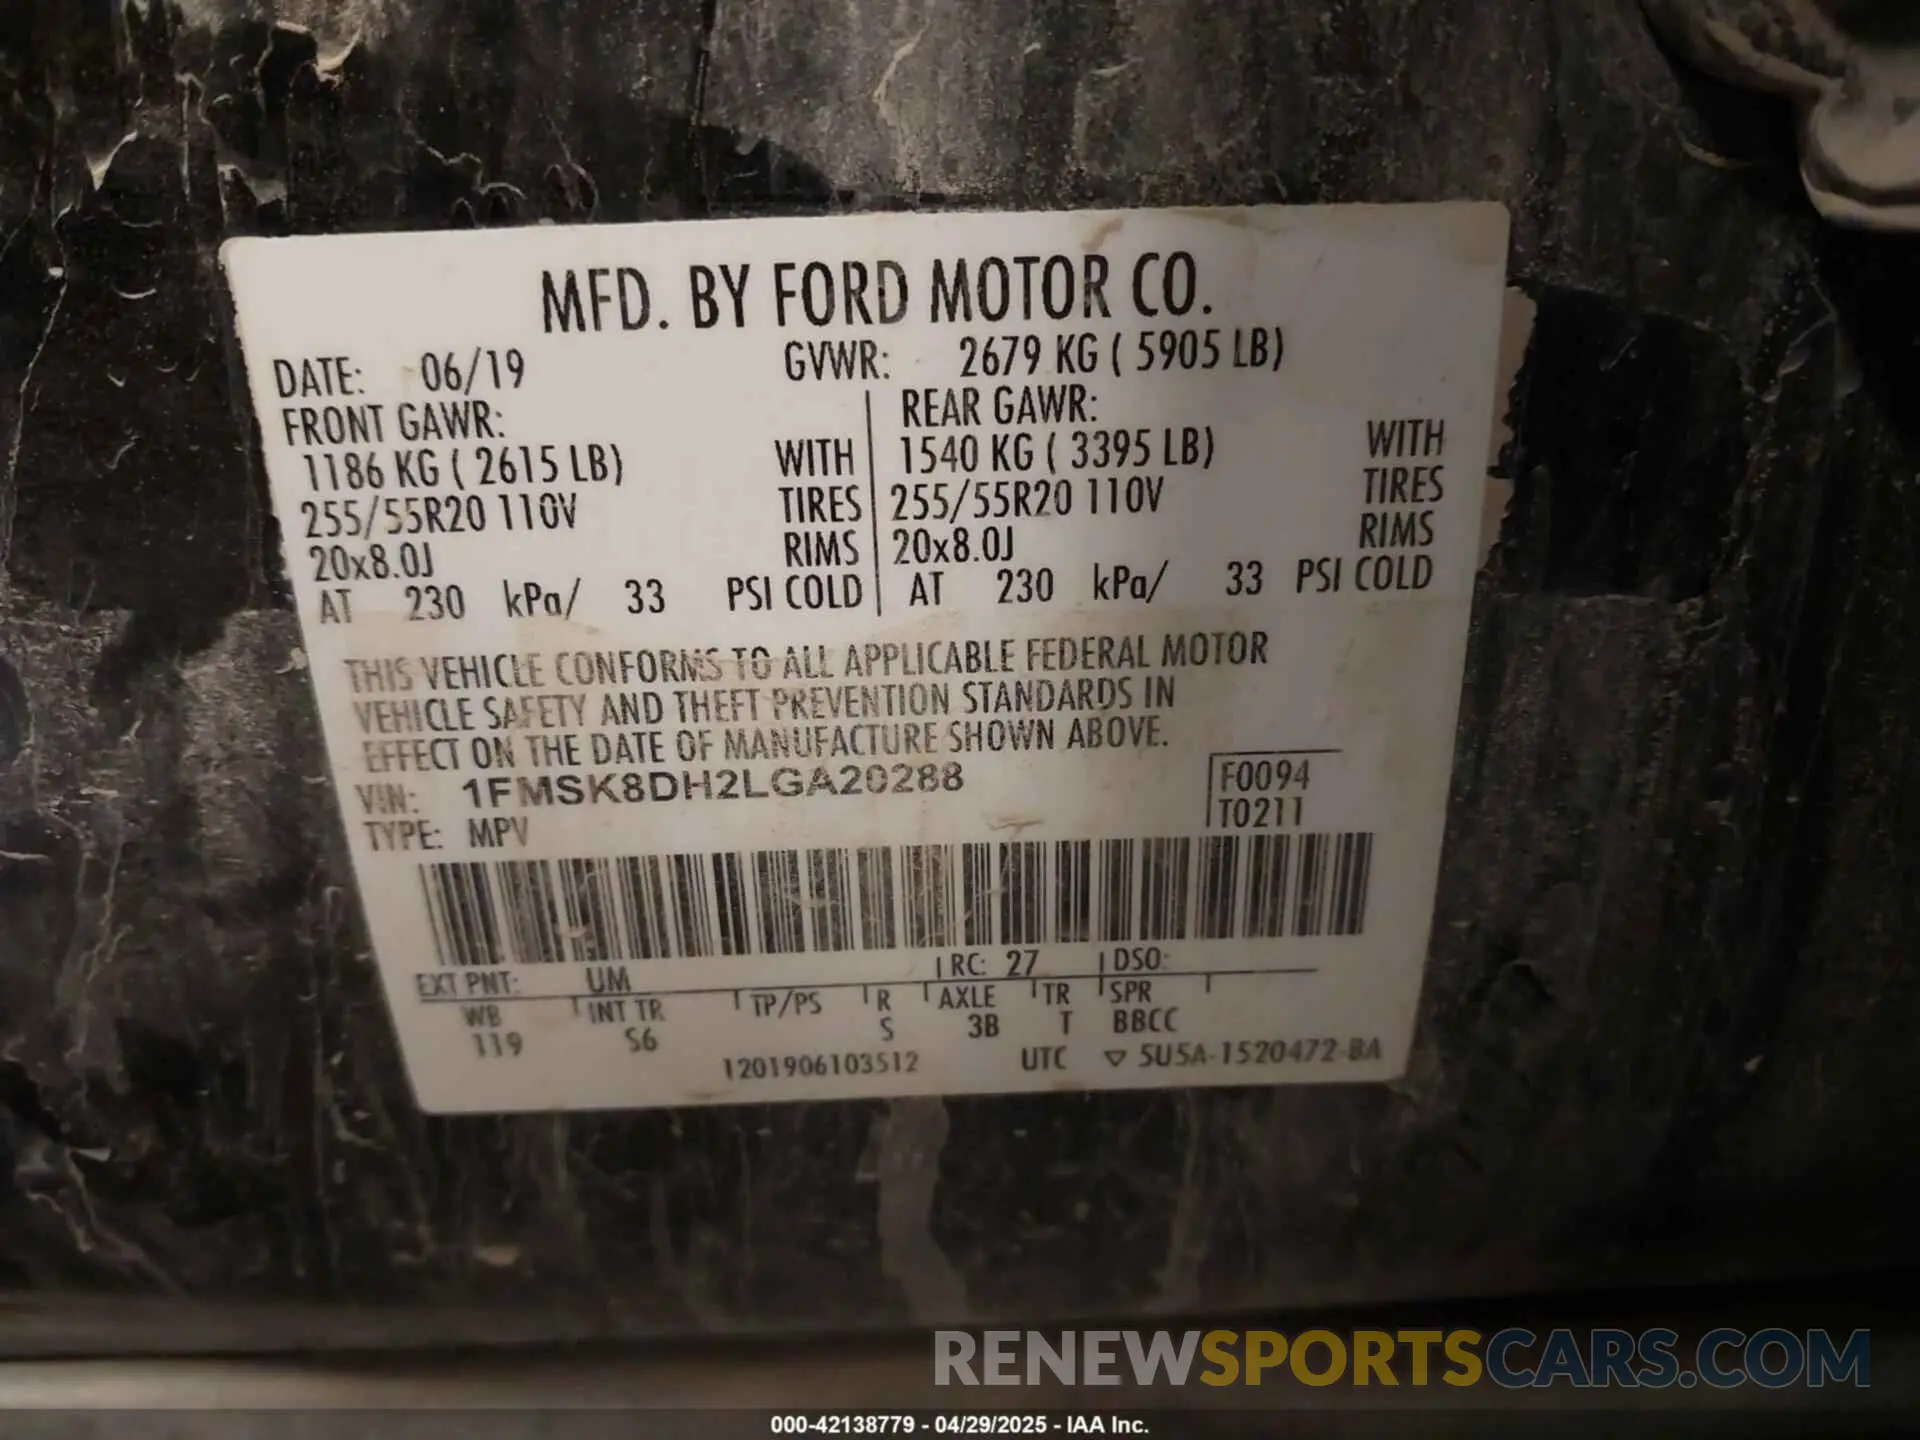 MFD. BY FORD MOTOR CO.
DATE: 06/19 GVWR: 2679 KG ( 5905 LB)
FRONT GAWR: REAR GAWR:
1186 KG ( 2615 LB) WITH 1540 KG ( 3395 LB) WITH
255/55R20 110V TIRES 255/55R20 110V TIRES
20x8.0J RIMS 20x8.0J RIMS
AT 230 kPa/ 33 PSI COLD AT 230 kPa/ 33 PSI COLD
THIS VEHICLE CONFORMS TO ALL APPLICABLE FEDERAL MOTOR
VEHICLE SAFETY AND THEFT PREVENTION STANDARDS IN
EFFECT ON THE DATE OF MANUFACTURE SHOWN ABOVE.
VIN: 1FMSK8DH2LGA20288 F0094
TYPE: MPV T0211
EXT PNT: UM RC: 27 DSO:
WB INT TR TP/PS R AXLE TR SPR
119 S6 S 3B T BBCC
1201906103512 UTC ▽ 5U5A-1520472-BA
RENEWSPORTSCARS.COM
000-42138779 - 04/29/2025 - IAA Inc.